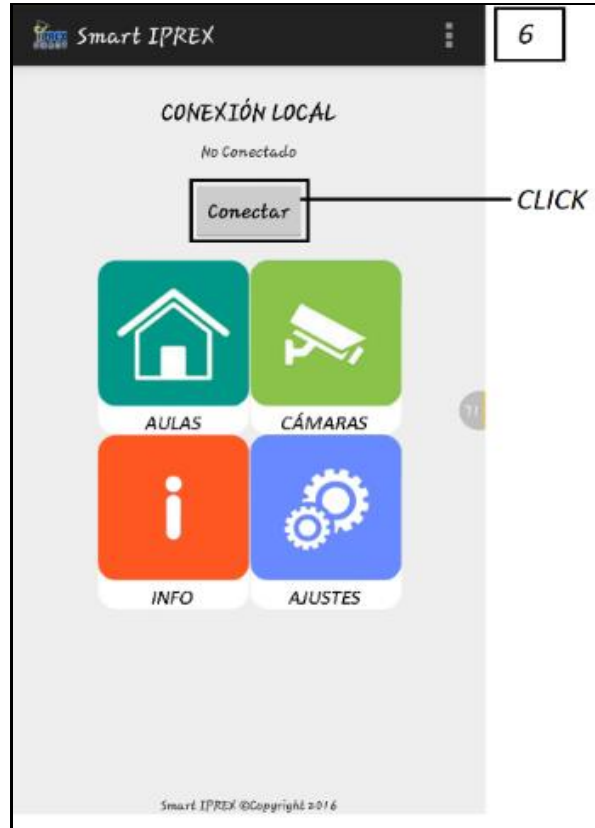 Smart IPREX
6
CONEXIÓN LOCAL
No Conectado
Conectar
CLICK
AULAS CÁMARAS
INFO AJUSTES
Smart IPREX ©Copyright 2016